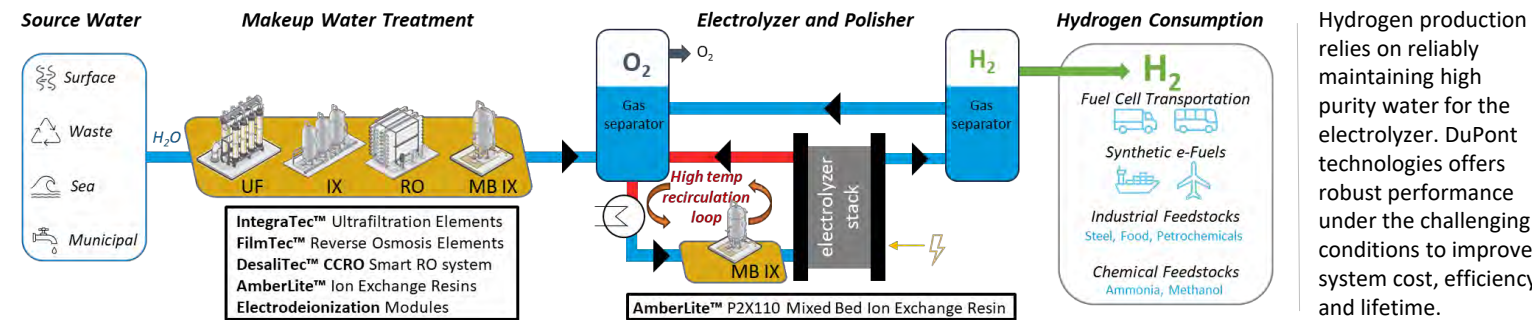 Source Water
Surface
Waste
Sea
Municipal
H2O
Makeup Water Treatment
UF
IX
RO
MB IX
IntegraTec™ Ultrafiltration Elements
FilmTec™ Reverse Osmosis Elements
DesaliTec™ CCRO Smart RO system
AmberLite™ Ion Exchange Resins
Electrodeionization Modules
Electrolyzer and Polisher
O2
O2
Gas
separator
High temp
recirculation
loop
MB IX
electrolyzer
stack
H2
Gas
separator
AmberLite™ P2X110 Mixed Bed Ion Exchange Resin
Hydrogen Consumption
H2
Fuel Cell Transportation
Synthetic e-Fuels
Industrial Feedstocks
Steel, Food, Petrochemicals
Chemical Feedstocks
Ammonia, Methanol
Hydrogen production
relies on reliably
maintaining high
purity water for the
electrolyzer. DuPont
technologies offers
robust performance
under the challenging
conditions to improve
system cost, efficiency
and lifetime.